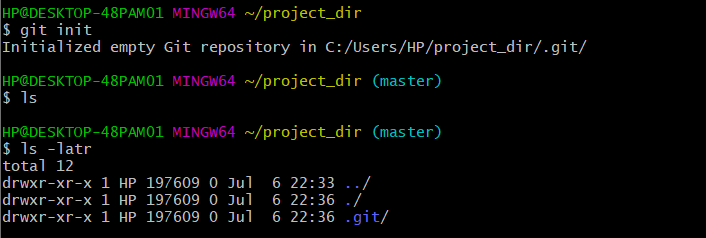 HP@DESKTOP-48PAM01 MINGW64 ~/project_dir
$ git init
Initialized empty Git repository in C:/Users/HP/project_dir/.git/
HP@DESKTOP-48PAM01 MINGW64 ~/project_dir (master)
$ ls
HP@DESKTOP-48PAM01 MINGW64 ~/project_dir (master)
$ ls -latr
total 12
drwxr-xr-x 1 HP 197609 0 Jul  6 22:33 ../
drwxr-xr-x 1 HP 197609 0 Jul  6 22:36 ./
drwxr-xr-x 1 HP 197609 0 Jul  6 22:36 .git/